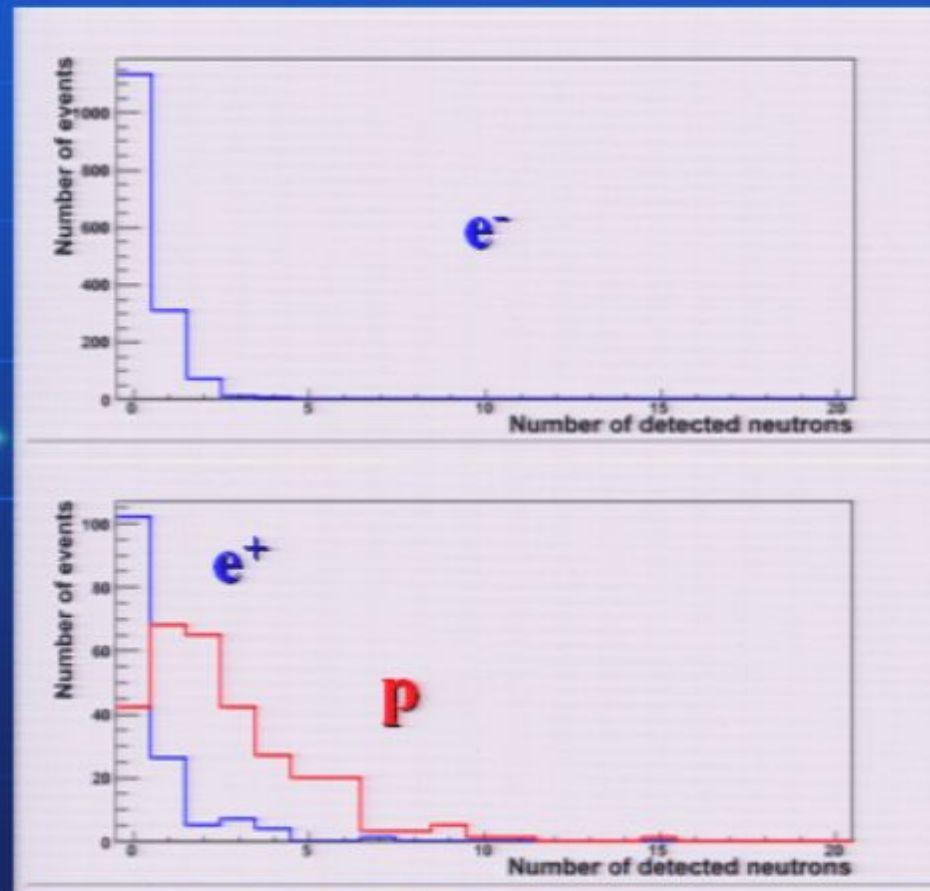 Number of events
1000
800
600
400
200
0
e⁻
0 5 10 15 20
Number of detected neutrons
Number of events
100
80
60
40
20
0
e⁺
p
0 5 10 15 20
Number of detected neutrons